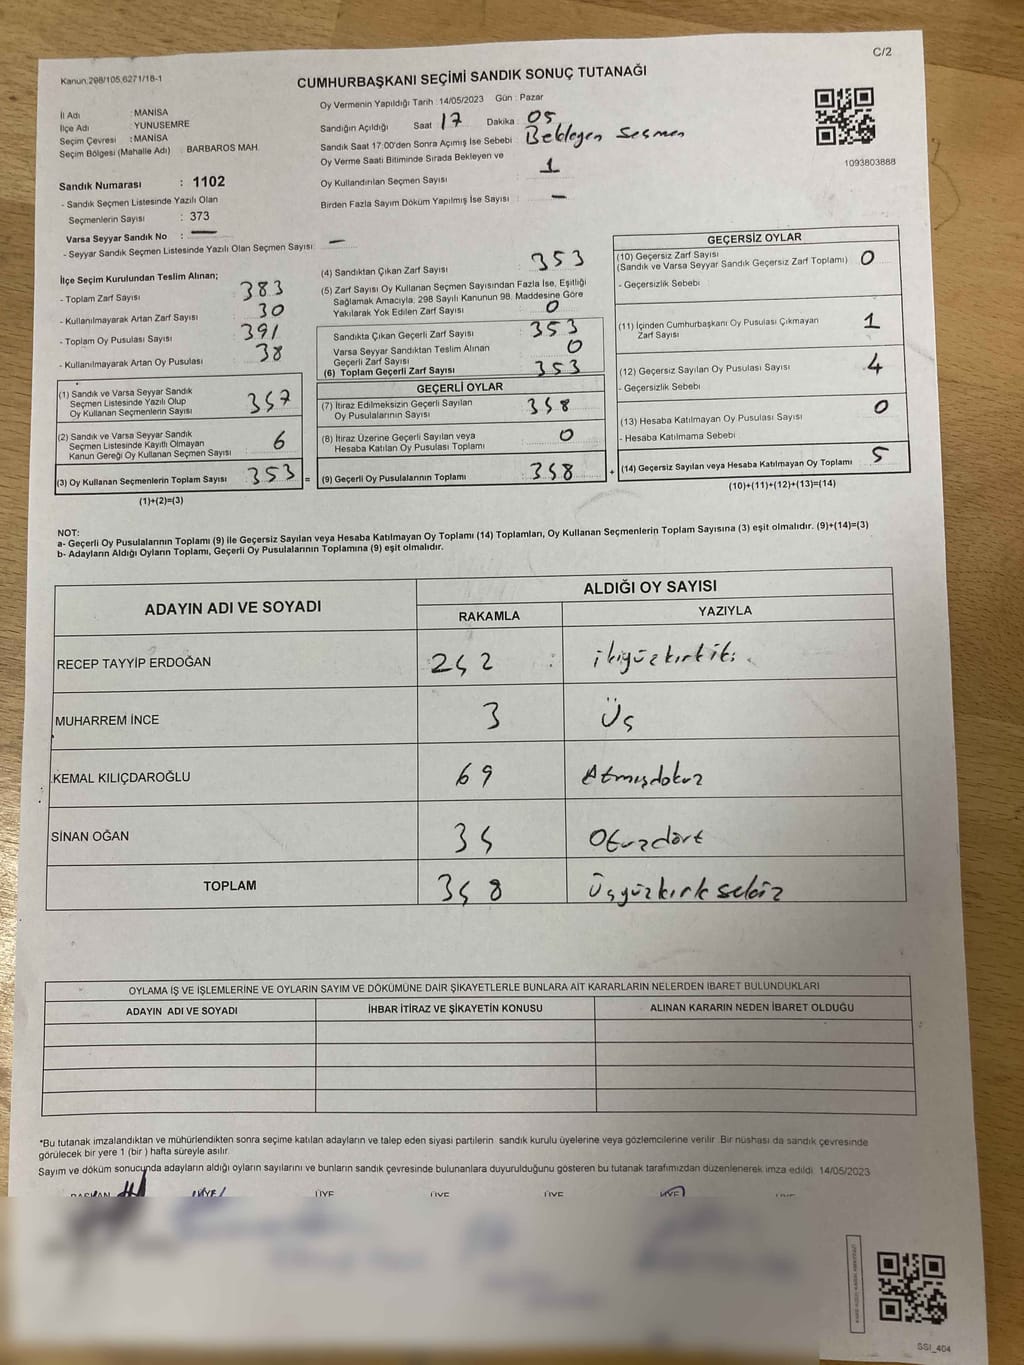 C/2
Kanun:298/105,6271/18-1
CUMHURBAŞKANI SEÇİMİ SANDIK SONUÇ TUTANAĞI
İl Adı : MANİSA
İlçe Adı : YUNUSEMRE
Seçim Çevresi : MANİSA
Seçim Bölgesi (Mahalle Adı) : BARBAROS MAH.
Sandık Numarası : 1102
- Sandık Seçmen Listesinde Yazılı Olan
Seçmenlerin Sayısı : 373
Varsa Seyyar Sandık No : —
- Seyyar Sandık Seçmen Listesinde Yazılı Olan Seçmen Sayısı : —
Oy Vermenin Yapıldığı Tarih : 14/05/2023 Gün : Pazar
Sandığın Açıldığı Saat 17 Dakika : 05
Sandık Saat 17:00'den Sonra Açımış İse Sebebi : Bekleyen Seçmen
Oy Verme Saati Bitiminde Sırada Bekleyen ve
Oy Kullandırılan Seçmen Sayısı : 1
Birden Fazla Sayım Döküm Yapılmış İse Sayısı : —
1093803888
İlçe Seçim Kurulundan Teslim Alınan;
- Toplam Zarf Sayısı 383
- Kullanılmayarak Artan Zarf Sayısı 30
- Toplam Oy Pusulası Sayısı 391
- Kullanılmayarak Artan Oy Pusulası 38
(1) Sandık ve Varsa Seyyar Sandık
Seçmen Listesinde Yazılı Olup
Oy Kullanan Seçmenlerin Sayısı 347
(2) Sandık ve Varsa Seyyar Sandık
Seçmen Listesinde Kayıtlı Olmayan
Kanun Gereği Oy Kullanan Seçmen Sayısı : 6
(3) Oy Kullanan Seçmenlerin Toplam Sayısı 353 =
(1)+(2)=(3)
(4) Sandıktan Çıkan Zarf Sayısı 353
(5) Zarf Sayısı Oy Kullanan Seçmen Sayısından Fazla İse, Eşitliği
Sağlamak Amacıyla, 298 Sayılı Kanunun 98. Maddesine Göre
Yakılarak Yok Edilen Zarf Sayısı 0
Sandıkta Çıkan Geçerli Zarf Sayısı 353
Varsa Seyyar Sandıktan Teslim Alınan
Geçerli Zarf Sayısı 0
(6) Toplam Geçerli Zarf Sayısı 353
GEÇERLİ OYLAR
(7) İtiraz Edilmeksizin Geçerli Sayılan
Oy Pusulalarının Sayısı 348
(8) İtiraz Üzerine Geçerli Sayılan veya
Hesaba Katılan Oy Pusulası Toplamı 0
(9) Geçerli Oy Pusulalarının Toplamı 348 +
GEÇERSİZ OYLAR
(10) Geçersiz Zarf Sayısı
(Sandık ve Varsa Seyyar Sandık Geçersiz Zarf Toplamı) 0
- Geçersizlik Sebebi
(11) İçinden Cumhurbaşkanı Oy Pusulası Çıkmayan
Zarf Sayısı 1
(12) Geçersiz Sayılan Oy Pusulası Sayısı 4
- Geçersizlik Sebebi
(13) Hesaba Katılmayan Oy Pusulası Sayısı 0
- Hesaba Katılmama Sebebi
(14) Geçersiz Sayılan veya Hesaba Katılmayan Oy Toplamı 5
(10)+(11)+(12)+(13)=(14)
NOT:
a- Geçerli Oy Pusulalarının Toplamı (9) ile Geçersiz Sayılan veya Hesaba Katılmayan Oy Toplamı (14) Toplamları, Oy Kullanan Seçmenlerin Toplam Sayısına (3) eşit olmalıdır. (9)+(14)=(3)
b- Adayların Aldığı Oyların Toplamı, Geçerli Oy Pusulalarının Toplamına (9) eşit olmalıdır.
ADAYIN ADI VE SOYADI
ALDIĞI OY SAYISI
RAKAMLA YAZIYLA
RECEP TAYYİP ERDOĞAN 242 ikiyüzkırkiki
MUHARREM İNCE 3 Üç
KEMAL KILIÇDAROĞLU 69 Atmışdokuz
SİNAN OĞAN 34 Otuzdört
TOPLAM 348 Üçyüzkırksekiz
OYLAMA İŞ VE İŞLEMLERİNE VE OYLARIN SAYIM VE DÖKÜMÜNE DAİR ŞİKAYETLERLE BUNLARA AİT KARARLARIN NELERDEN İBARET BULUNDUKLARI
ADAYIN ADI VE SOYADI İHBAR İTİRAZ VE ŞİKAYETİN KONUSU ALINAN KARARIN NEDEN İBARET OLDUĞU
*Bu tutanak imzalandıktan ve mühürlendikten sonra seçime katılan adayların ve talep eden siyasi partilerin sandık kurulu üyelerine veya gözlemcilerine verilir. Bir nüshası da sandık çevresinde
görülecek bir yere 1 (bir ) hafta süreyle asılır.
Sayım ve döküm sonucunda adayların aldığı oyların sayılarını ve bunların sandık çevresinde bulunanlara duyurulduğunu gösteren bu tutanak tarafımızdan düzenlenerek imza edildi. 14/05/2023
BAŞKAN ÜYE ÜYE ÜYE ÜYE ÜYE
SSI_404